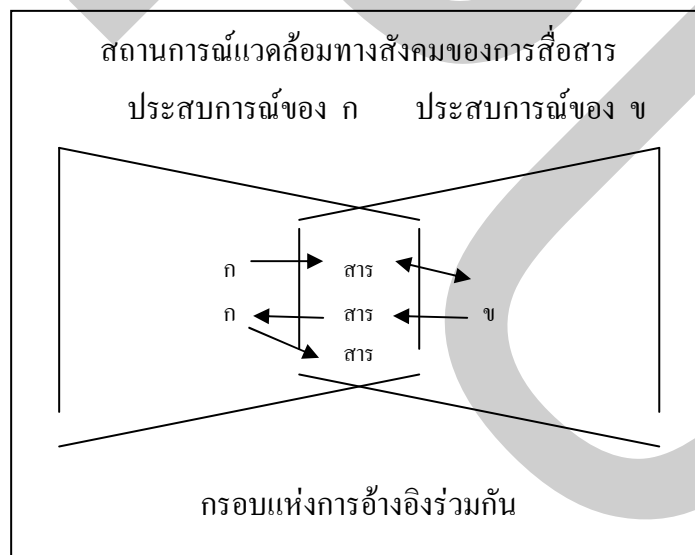 สถานการณ์แวดล้อมทางสังคมของการสื่อสาร
ประสบการณ์ของ ก ประสบการณ์ของ ข
ก สาร
ก สาร ข
สาร
กรอบแห่งการอ้างอิงร่วมกัน